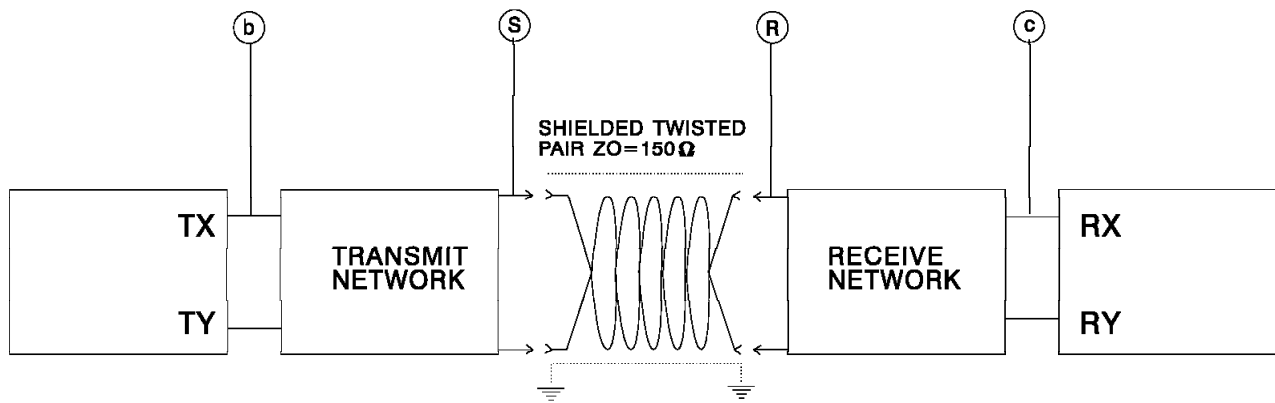 b S R c
SHIELDED TWISTED
PAIR ZO=150Ω
TX TRANSMIT NETWORK RECEIVE NETWORK RX
TY RY